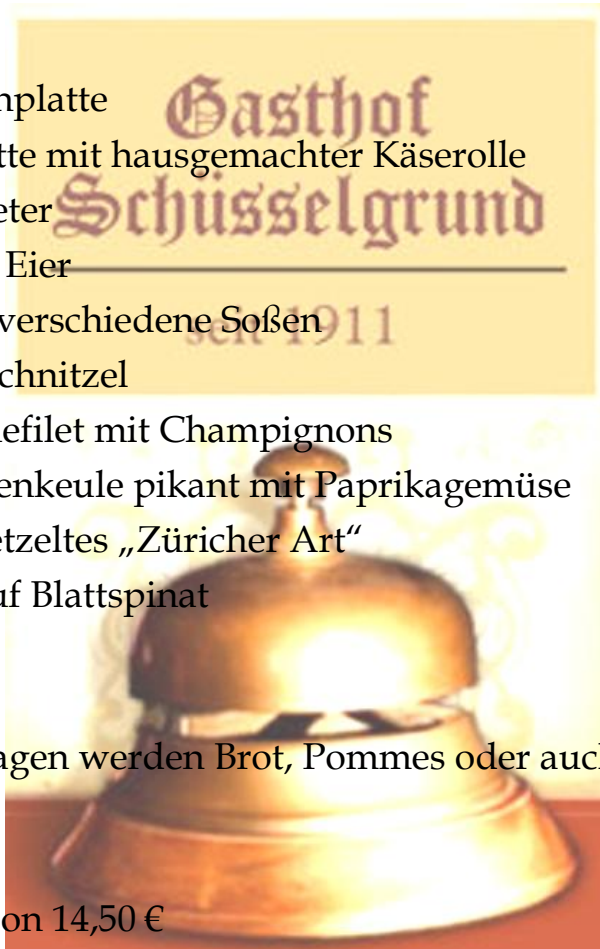 nplatte
Gasthof
tte mit hausgemachter Käserolle
eter
Schüsselgrund
Eier
verschiedene Soßen
seit 1911
chnitzel
efilet mit Champignons
enkeule pikant mit Paprikagemüse
etzeltes „Züricher Art“
uf Blattspinat
agen werden Brot, Pommes oder auch
on 14,50 €